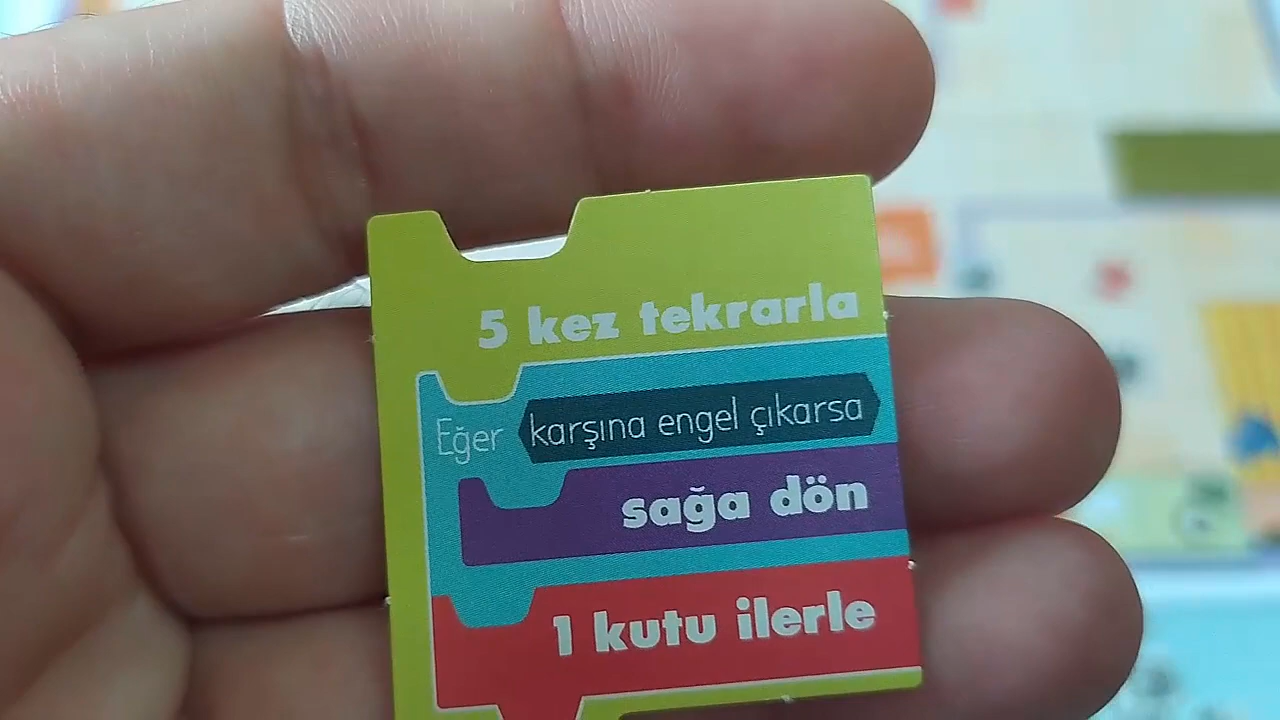 5 kez tekrarla
Eğer karşına engel çıkarsa
sağa dön
1 kutu ilerle